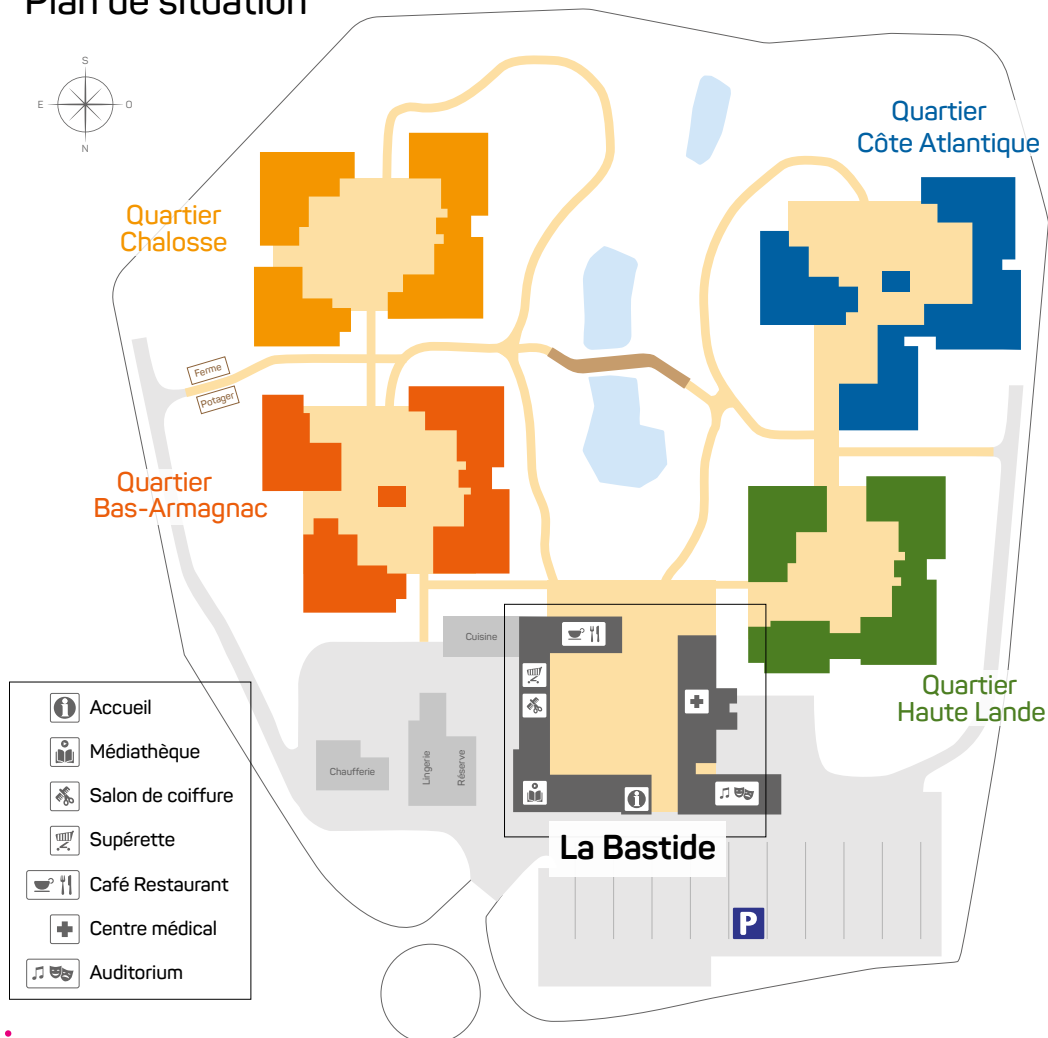 Plan de situation
S
E
O
N
Quartier
Côte Atlantique
Quartier
Chalosse
Ferme
Potager
Quartier
Bas-Armagnac
Cuisine
Chaufferie
Lingerie
Réserve
Quartier
Haute Lande
La Bastide
P
Accueil
Médiathèque
Salon de coiffure
Supérette
Café Restaurant
Centre médical
Auditorium